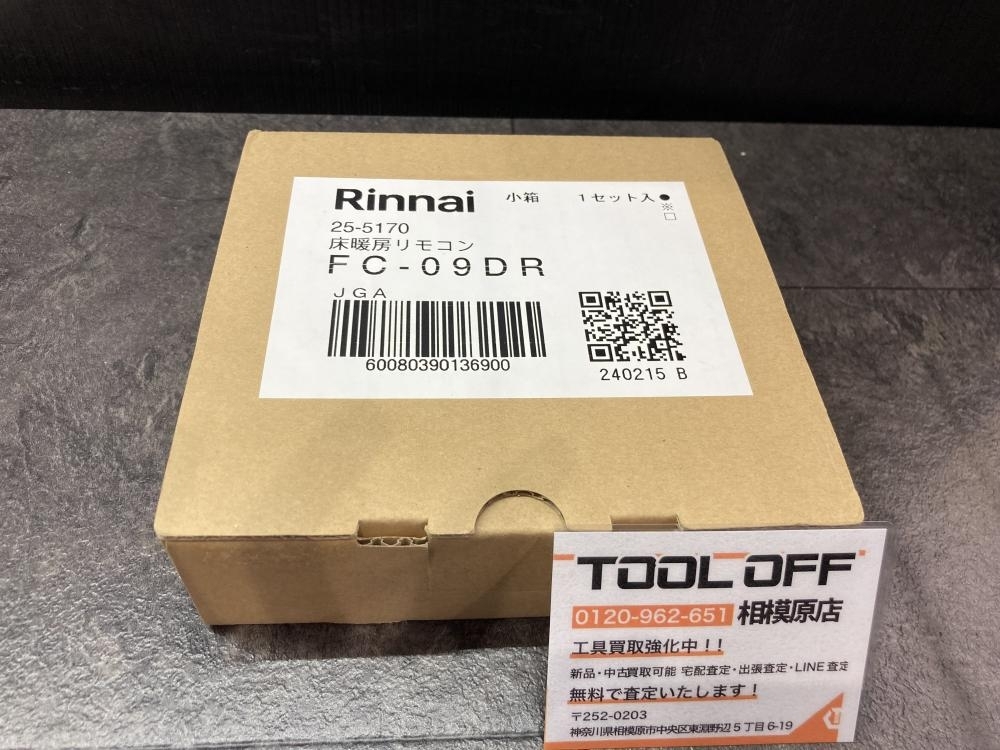 Rinnai 小箱 1セット入●
※
□
25-5170
床暖房リモコン
FC-09DR
JGA
60080390136900
240215 B
TOOL OFF
0120-962-651 相模原店
工具買取強化中!!
新品・中古買取可能 宅配査定・出張査定・LINE査定
無料で査定いたします!
〒252-0203
神奈川県相模原市中央区東淵野辺5丁目6-19